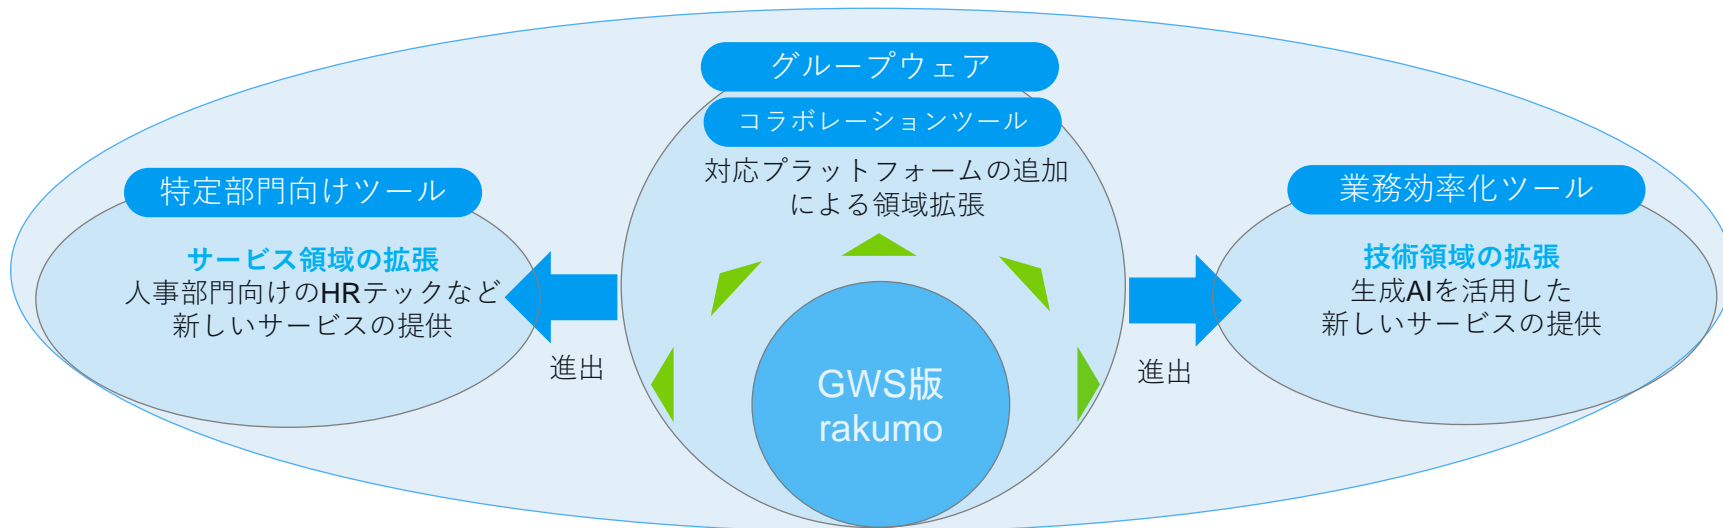 グループウェア
コラボレーションツール
対応プラットフォームの追加
による領域拡張
特定部門向けツール
サービス領域の拡張
人事部門向けのHRテックなど
新しいサービスの提供
進出
GWS版
rakumo
進出
業務効率化ツール
技術領域の拡張
生成AIを活用した
新しいサービスの提供